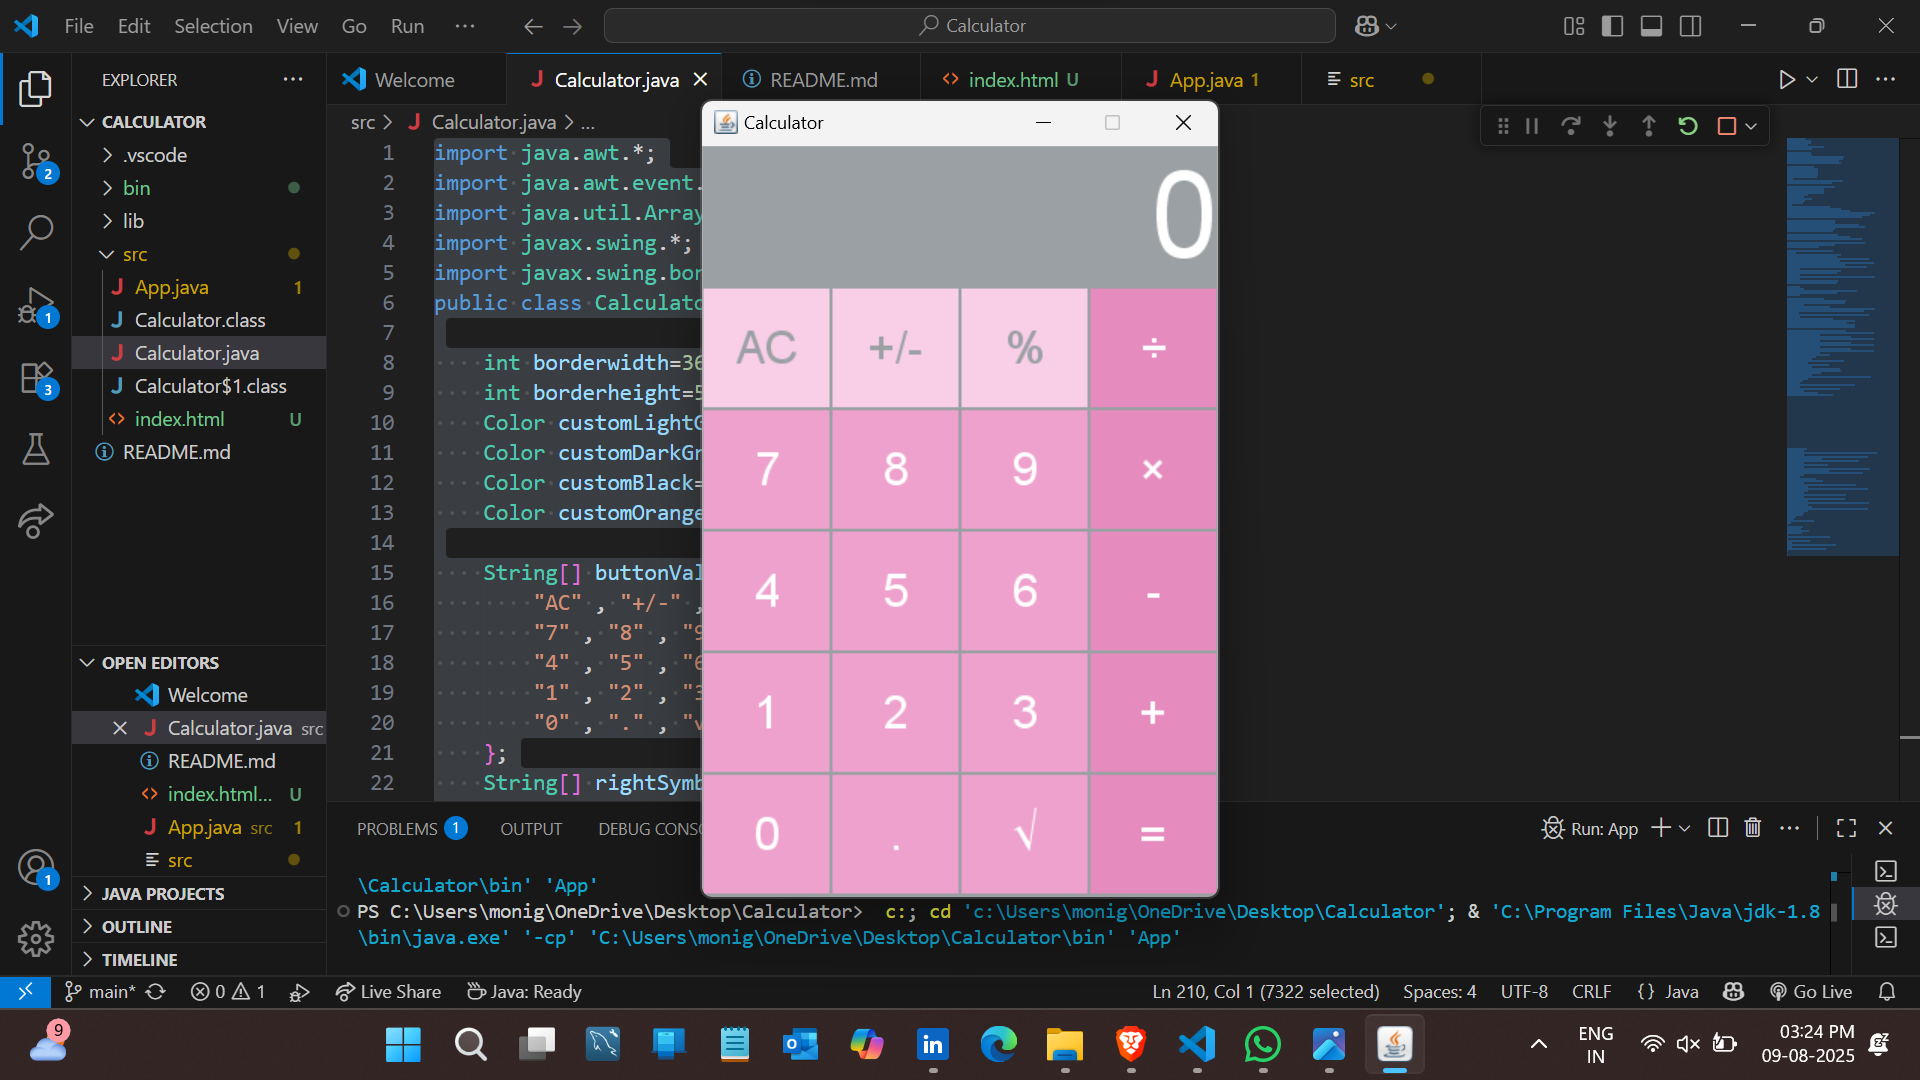 File Edit Selection View Go Run ··· Calculator
EXPLORER
CALCULATOR
.vscode
bin
lib
src
App.java 1
Calculator.class
Calculator.java
Calculator$1.class
index.html U
README.md
OPEN EDITORS
Welcome
Calculator.java src
README.md
index.html... U
App.java src 1
src
JAVA PROJECTS
OUTLINE
TIMELINE
2
1
3
1
Welcome Calculator.java README.md index.html U App.java 1 src
src > Calculator.java > ...
1 import java.awt.*;
2 import java.awt.event.
3 import java.util.Array
4 import javax.swing.*;
5 import javax.swing.bor
6 public class Calculato
7
8 int borderwidth=36
9 int borderheight=5
10 Color customLightG
11 Color customDarkGr
12 Color customBlack=
13 Color customOrange
14
15 String[] buttonVal
16 "AC" , "+/-" ,
17 "7" , "8" , "9
18 "4" , "5" , "6
19 "1" , "2" , "3
20 "0" , "." , "√
21 };
22 String[] rightSymb
Calculator
0
AC +/- % ÷
7 8 9 ×
4 5 6 -
1 2 3 +
0 . √ =
PROBLEMS 1 OUTPUT DEBUG CONSO Run: App
\Calculator\bin' 'App'
PS C:\Users\monig\OneDrive\Desktop\Calculator> c:; cd 'c:\Users\monig\OneDrive\Desktop\Calculator'; & 'C:\Program Files\Java\jdk-1.8
\bin\java.exe' '-cp' 'C:\Users\monig\OneDrive\Desktop\Calculator\bin' 'App'
main* 0 1 Live Share Java: Ready Ln 210, Col 1 (7322 selected) Spaces: 4 UTF-8 CRLF {} Java Go Live
9
ENG
IN
03:24 PM
09-08-2025